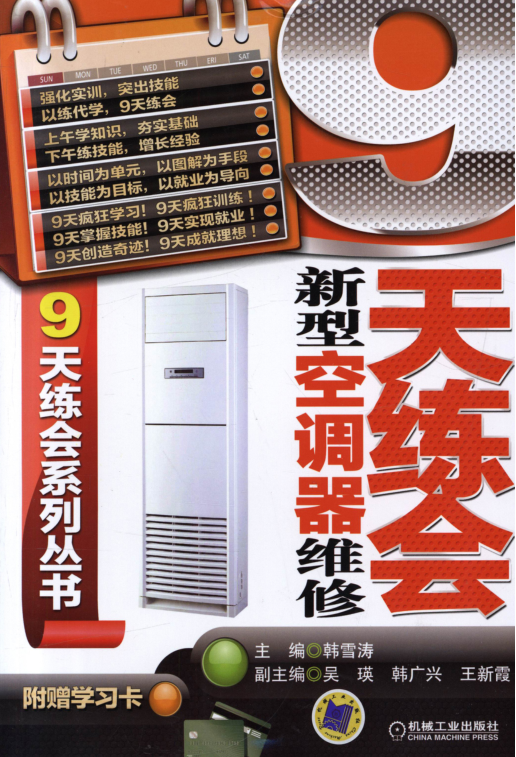 SUN MON TUE WED THU FRI SAT
强化实训，突出技能
以练代学，9天练会
上午学知识，夯实基础
下午练技能，增长经验
以时间为单元，以图解为手段
以技能为目标，以就业为导向
9天疯狂学习！9天疯狂训练！
9天掌握技能！9天实现就业！
9天创造奇迹！9天成就理想！
9
天练会
新型空调器维修
9天练会系列丛书
主 编◎韩雪涛
副主编◎吴 瑛 韩广兴 王新霞
附赠学习卡
机械工业出版社
CHINA MACHINE PRESS